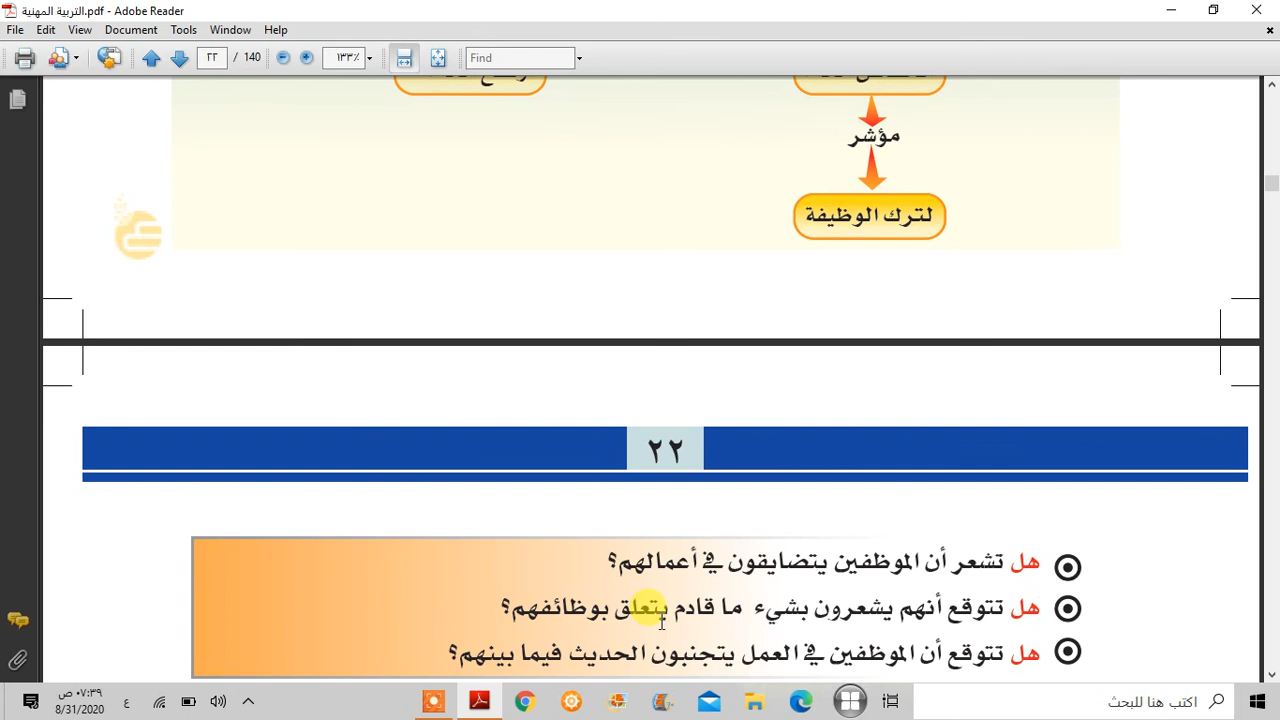 التربية المهنية.pdf - Adobe Reader
File Edit View Document Tools Window Help
٢٢ / 140 ١٣٣٪ Find
مؤشر
لترك الوظيفة
٢٢
هل تشعر أن الموظفين يتضايقون في أعمالهم؟
هل تتوقع أنهم يشعرون بشيء ما قادم يتعلق بوظائفهم؟
هل تتوقع أن الموظفين في العمل يتجنبون الحديث فيما بينهم؟
٠٧:٣٩ ص
ع
8/31/2020
اكتب هنا للبحث